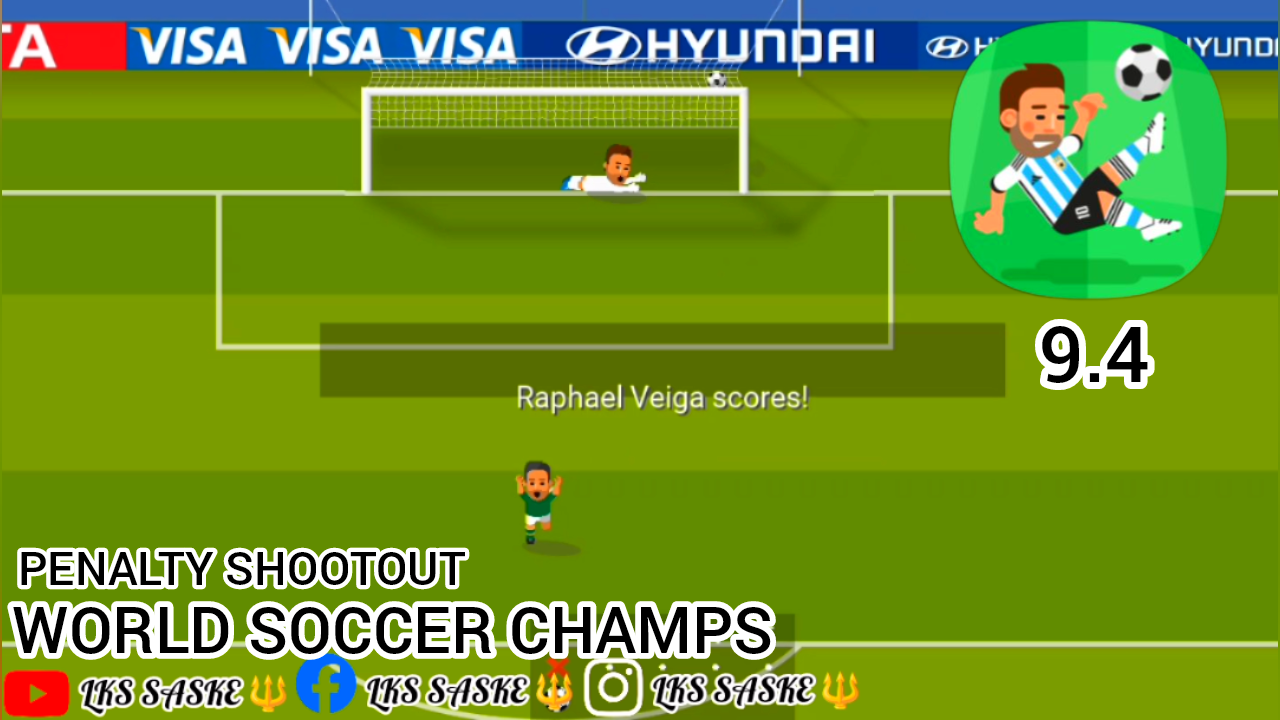 TA VISA VISA VISA HYUNDAI HYUNDAI
10
9.4
Raphael Veiga scores!
PENALTY SHOOTOUT
WORLD SOCCER CHAMPS
LKS SASKE LKS SASKE LKS SASKE